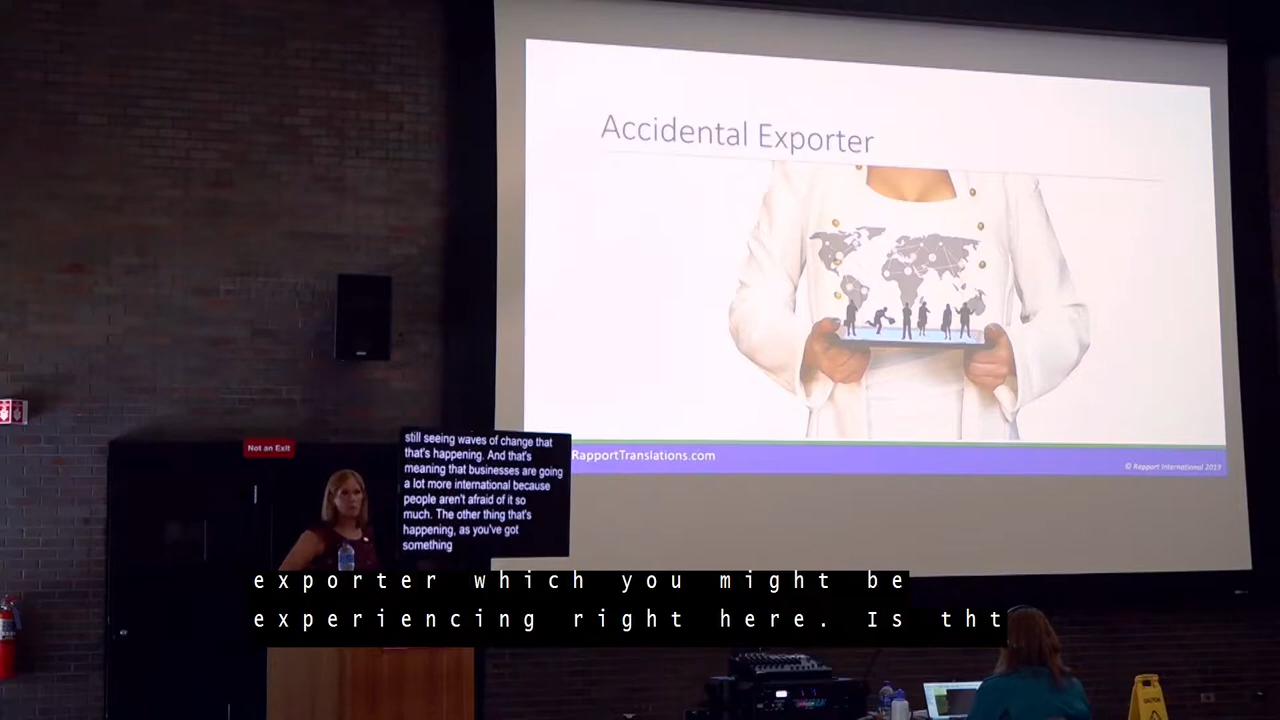 Accidental Exporter
RapportTranslations.com
© Rapport International 2019
Not an Exit
still seeing waves of change that
that's happening. And that's
meaning that businesses are going
a lot more international because
people aren't afraid of it so
much. The other thing that's
happening, as you've got
something
exporter which you might be
experiencing right here. Is tht
CAUTION